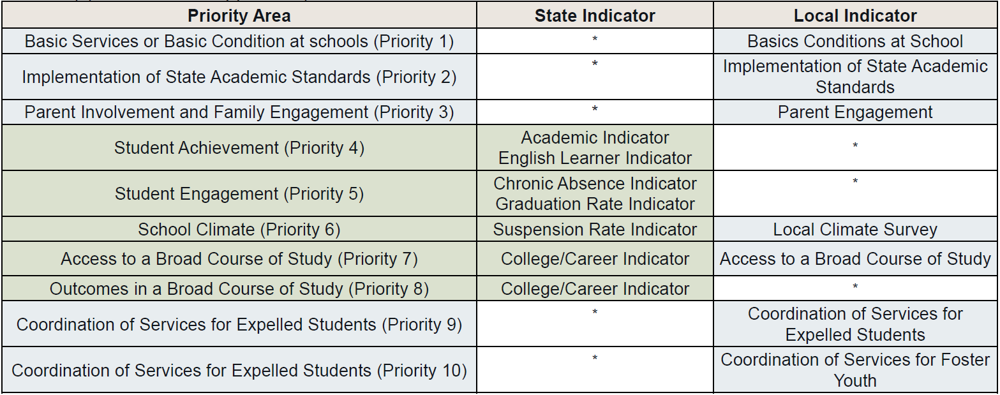 Priority Area State Indicator Local Indicator
Basic Services or Basic Condition at schools (Priority 1) * Basics Conditions at School
Implementation of State Academic Standards (Priority 2) * Implementation of State Academic
Standards
Parent Involvement and Family Engagement (Priority 3) * Parent Engagement
Student Achievement (Priority 4) Academic Indicator *
English Learner Indicator
Student Engagement (Priority 5) Chronic Absence Indicator *
Graduation Rate Indicator
School Climate (Priority 6) Suspension Rate Indicator Local Climate Survey
Access to a Broad Course of Study (Priority 7) College/Career Indicator Access to a Broad Course of Study
Outcomes in a Broad Course of Study (Priority 8) College/Career Indicator *
Coordination of Services for Expelled Students (Priority 9) * Coordination of Services for
Expelled Students
Coordination of Services for Expelled Students (Priority 10) * Coordination of Services for Foster
Youth